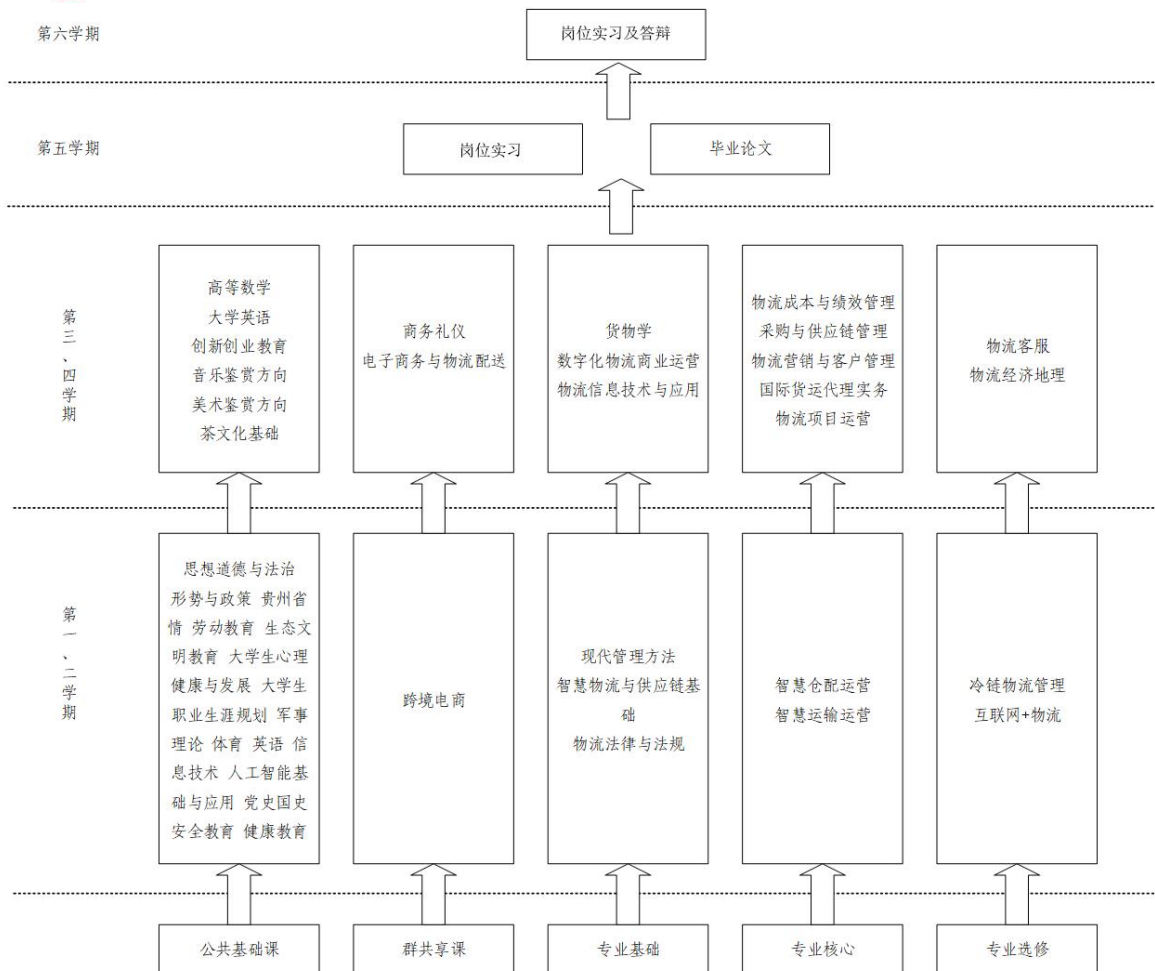 第六学期
岗位实习及答辩
第五学期
岗位实习
毕业论文
第三、四学期
高等数学
大学英语
创新创业教育
音乐鉴赏方向
美术鉴赏方向
茶文化基础
商务礼仪
电子商务与物流配送
货物学
数字化物流商业运营
物流信息技术与应用
物流成本与绩效管理
采购与供应链管理
物流营销与客户管理
国际货运代理实务
物流项目运营
物流客服
物流经济地理
第一、二学期
思想道德与法治
形势与政策 贵州省
情 劳动教育 生态文
明教育 大学生心理
健康与发展 大学生
职业生涯规划 军事
理论 体育 英语 信
息技术 人工智能基
础与应用 党史国史
安全教育 健康教育
跨境电商
现代管理方法
智慧物流与供应链基
础
物流法律与法规
智慧仓配运营
智慧运输运营
冷链物流管理
互联网+物流
公共基础课
群共享课
专业基础
专业核心
专业选修